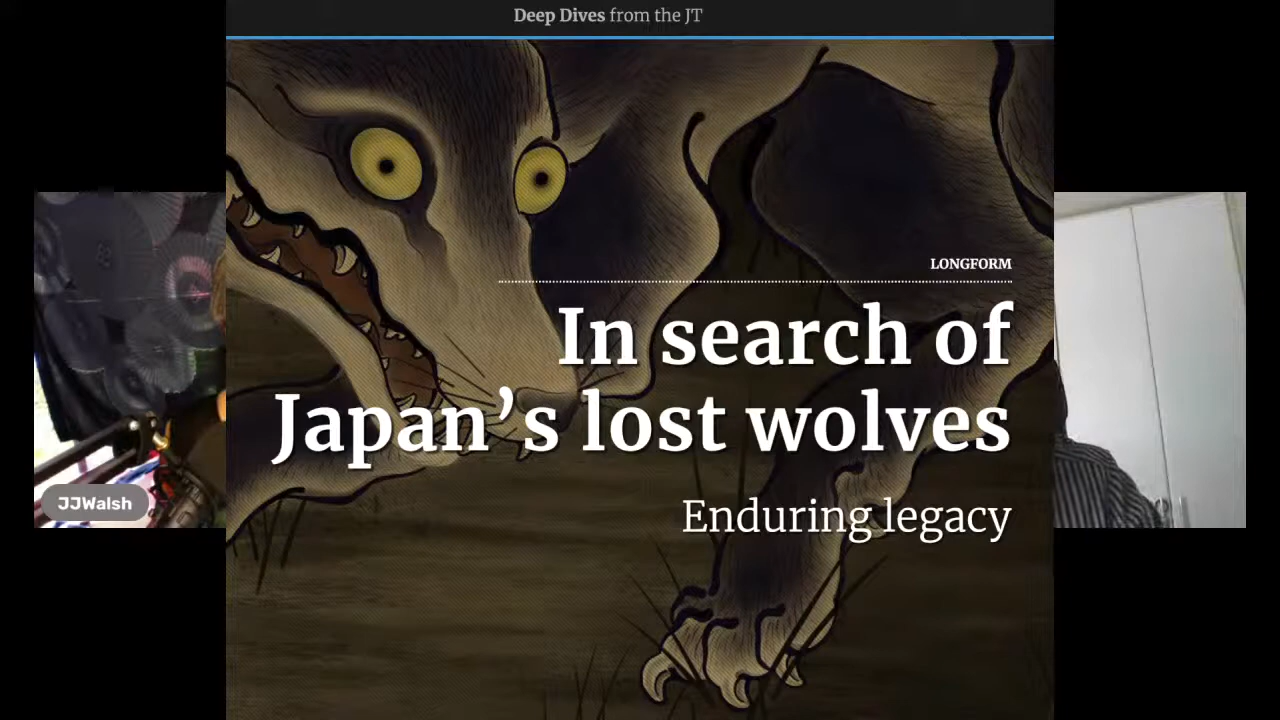 Deep Dives from the JT
LONGFORM
In search of
Japan's lost wolves
Enduring legacy
JJWalsh